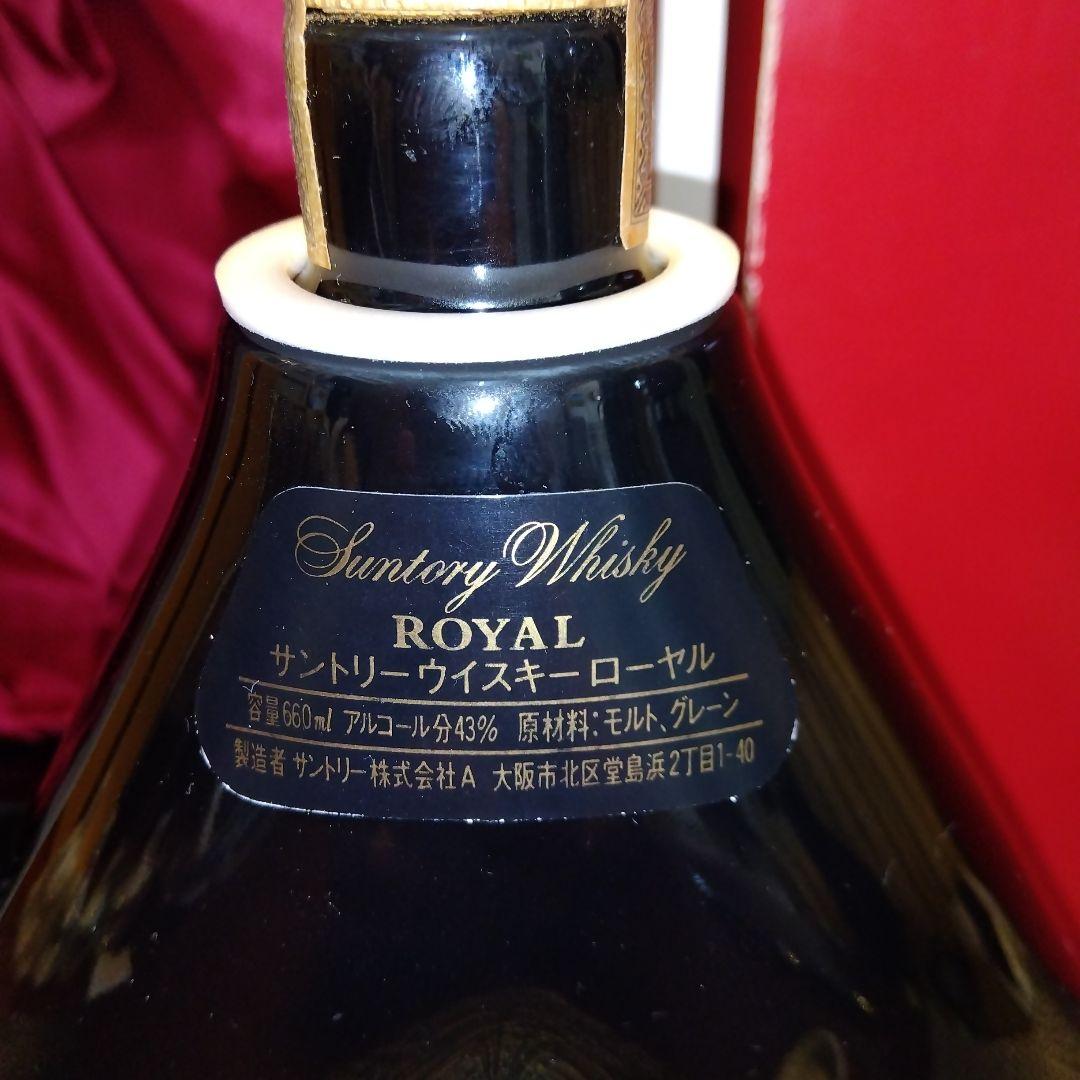 Suntory Whisky
ROYAL
サントリーウイスキーローヤル
容量660ml アルコール分43% 原材料：モルト、グレーン
製造者 サントリー株式会社A 大阪市北区堂島浜2丁目1-40